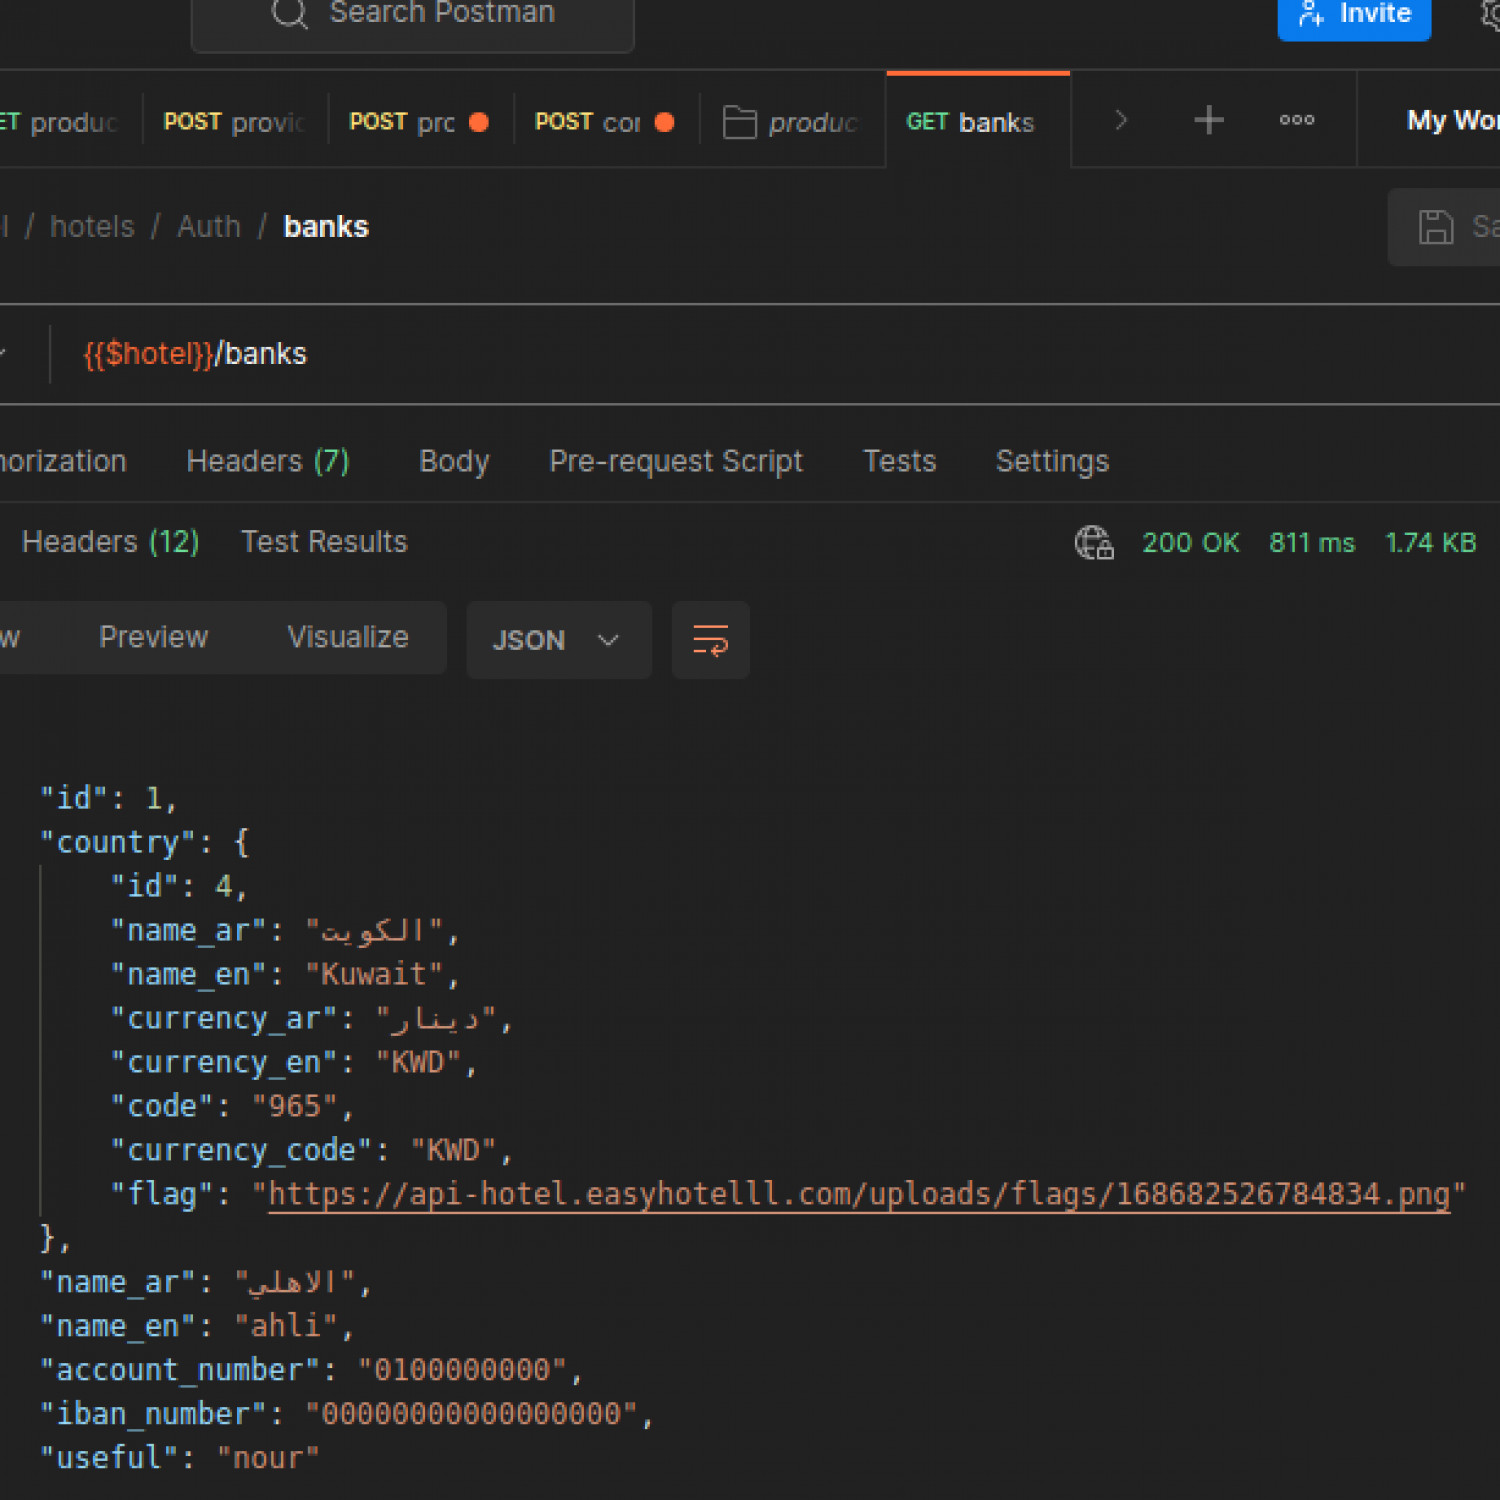 Search Postman
Invite
produc
POST provic
POST pro
POST cor
produc
GET banks
My Wor
/ hotels / Auth / banks
Sa
{{$hotel}}/banks
horization Headers (7) Body Pre-request Script Tests Settings
Headers (12) Test Results
200 OK 811 ms 1.74 KB
w Preview Visualize JSON
"id": 1,
"country": {
"id": 4,
"name_ar": "الكويت",
"name_en": "Kuwait",
"currency_ar": "دينار",
"currency_en": "KWD",
"code": "965",
"currency_code": "KWD",
"flag": "https://api-hotel.easyhotelll.com/uploads/flags/168682526784834.png"
},
"name_ar": "الاهلي",
"name_en": "ahli",
"account_number": "0100000000",
"iban_number": "00000000000000000",
"useful": "nour"